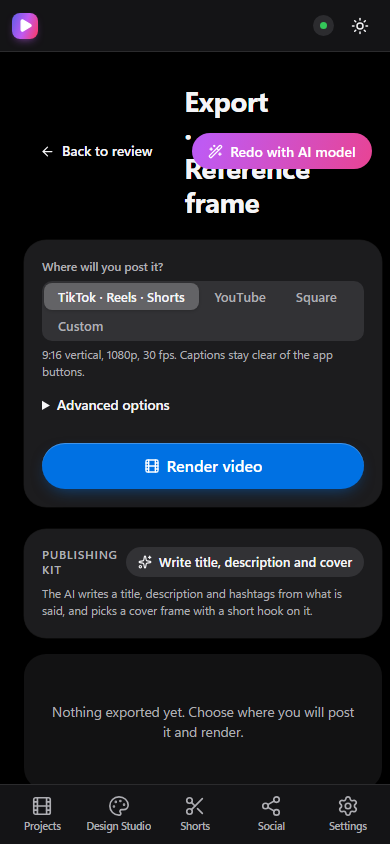 Export
·
Reference
frame
Back to review
Redo with AI model
Where will you post it?
TikTok · Reels · Shorts
YouTube
Square
Custom
9:16 vertical, 1080p, 30 fps. Captions stay clear of the app
buttons.
Advanced options
Render video
PUBLISHING
KIT
Write title, description and cover
The AI writes a title, description and hashtags from what is
said, and picks a cover frame with a short hook on it.
Nothing exported yet. Choose where you will post
it and render.
Projects
Design Studio
Shorts
Social
Settings